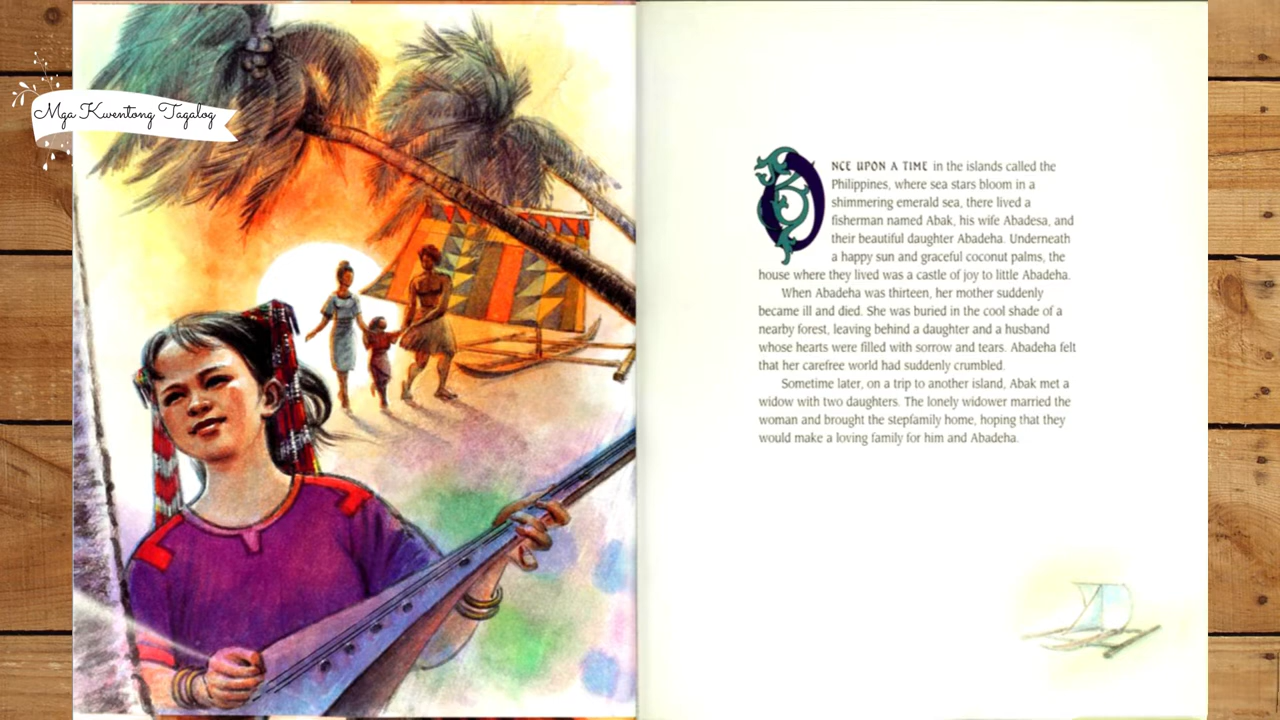 Mga Kwentong Tagalog
ONCE UPON A TIME in the islands called the
Philippines, where sea stars bloom in a
shimmering emerald sea, there lived a
fisherman named Abak, his wife Abadesa, and
their beautiful daughter Abadeha. Underneath
a happy sun and graceful coconut palms, the
house where they lived was a castle of joy to little Abadeha.
When Abadeha was thirteen, her mother suddenly
became ill and died. She was buried in the cool shade of a
nearby forest, leaving behind a daughter and a husband
whose hearts were filled with sorrow and tears. Abadeha felt
that her carefree world had suddenly crumbled.
Sometime later, on a trip to another island, Abak met a
widow with two daughters. The lonely widower married the
woman and brought the stepfamily home, hoping that they
would make a loving family for him and Abadeha.